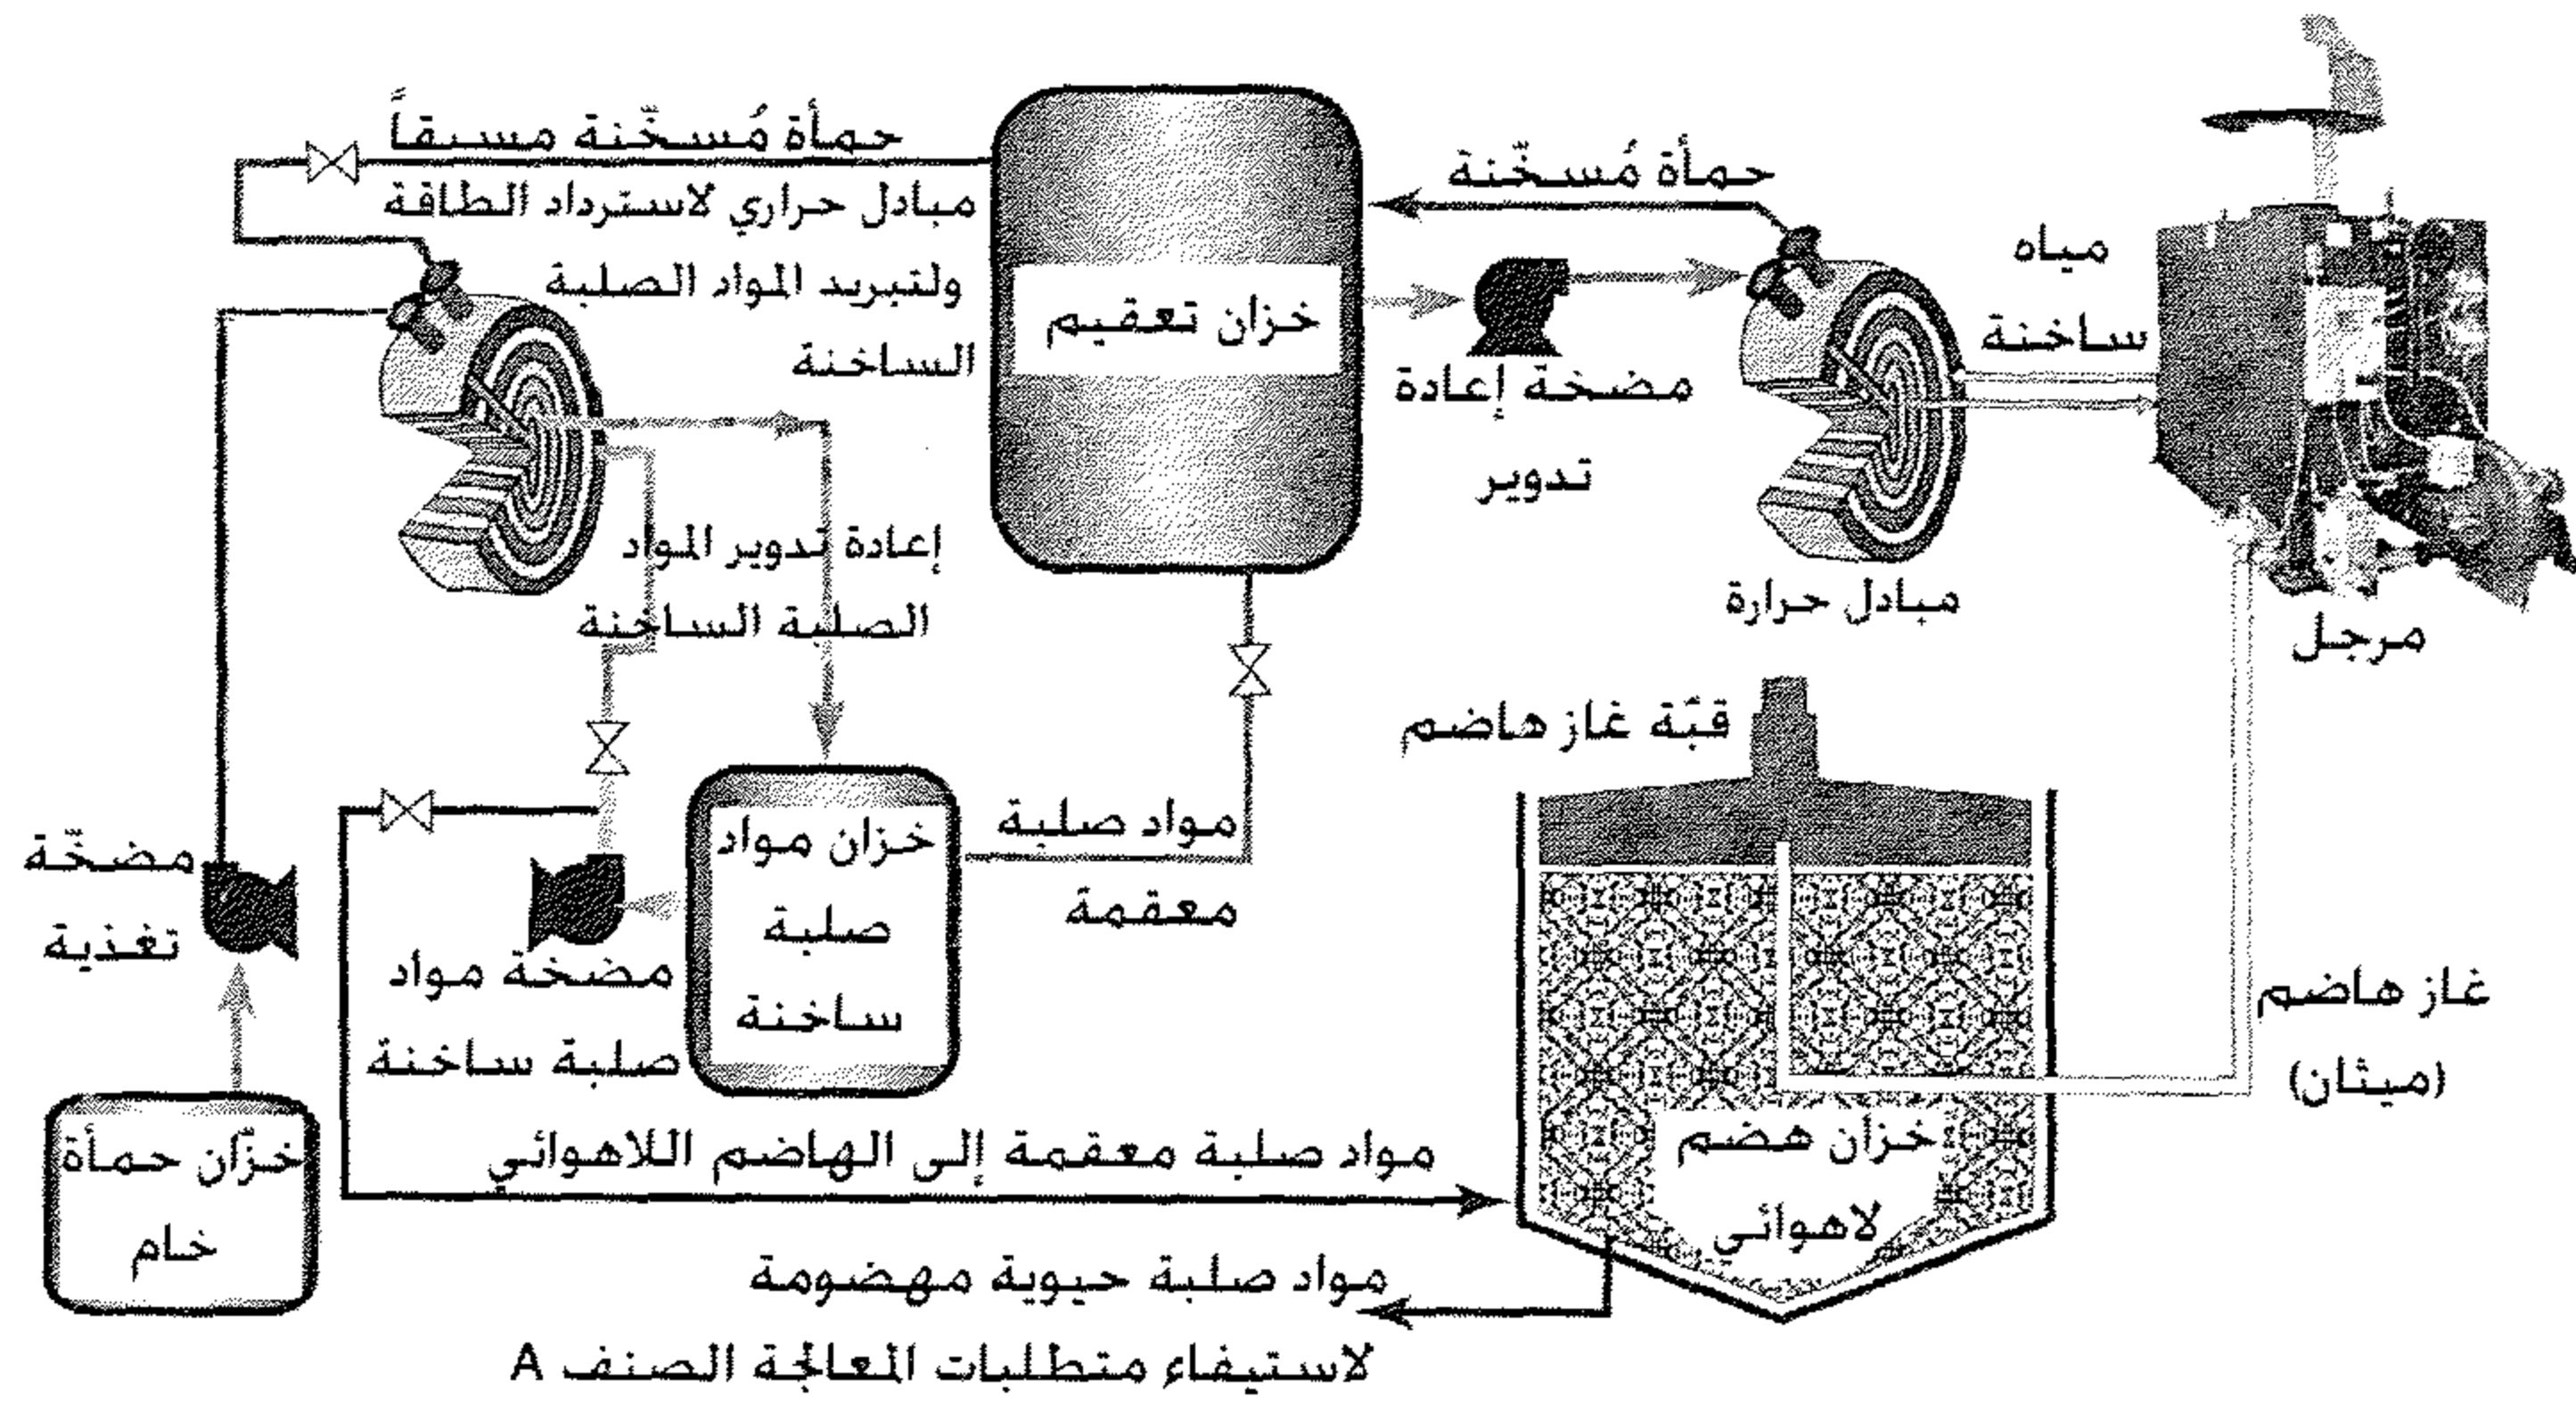 حمأة مُسخّنة مسبقاً
مبادل حراري لاسترداد الطاقة
ولتبريد المواد الصلبة
الساخنة
حمأة مُسخّنة
مياه
ساخنة
خزان تعقيم
مضخة إعادة
تدوير
مبادل حرارة
مرجل
إعادة تدوير المواد
الصلبة الساخنة
قبّة غاز هاضم
مواد صلبة
معقمة
خزان مواد
صلبة
ساخنة
مضخّة
تغذية
مضخة مواد
صلبة ساخنة
غاز هاضم
(ميثان)
خزّان حمأة
خام
مواد صلبة معقمة إلى الهاضم اللاهوائي
خزان هضم
لاهوائي
مواد صلبة حيوية مهضومة
لاستيفاء متطلبات المعالجة الصنف A